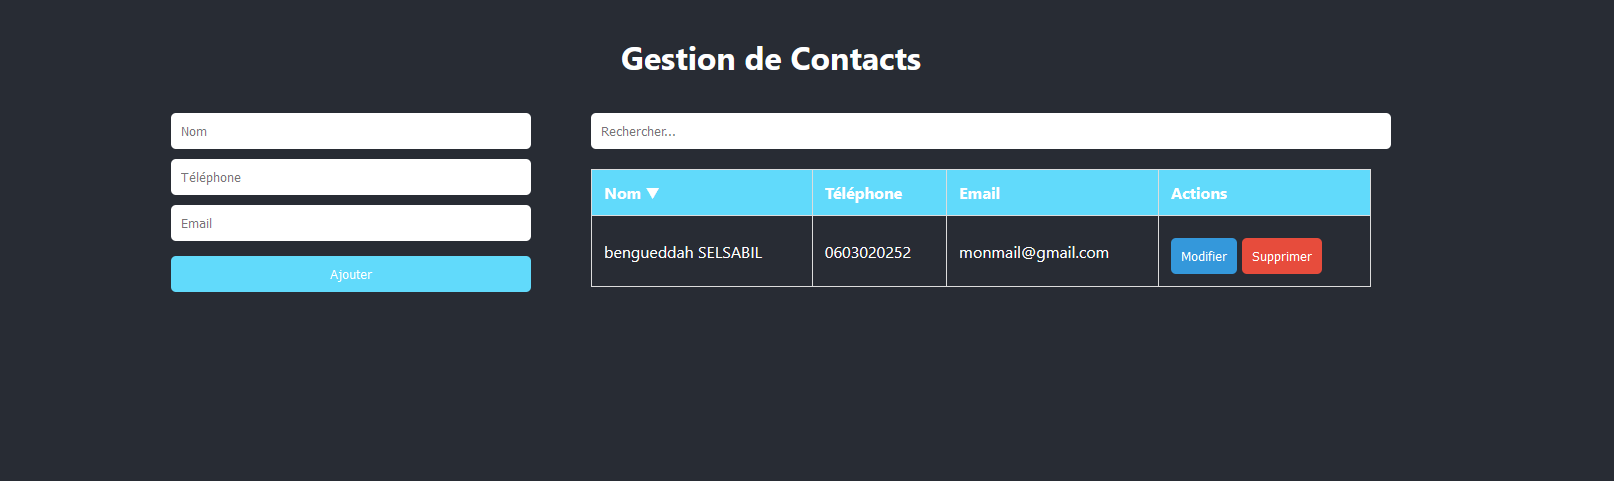 Gestion de Contacts
Nom
Téléphone
Email
Ajouter
Rechercher...
Nom ▼ Téléphone Email Actions
bengueddah SELSABIL 0603020252 monmail@gmail.com Modifier Supprimer